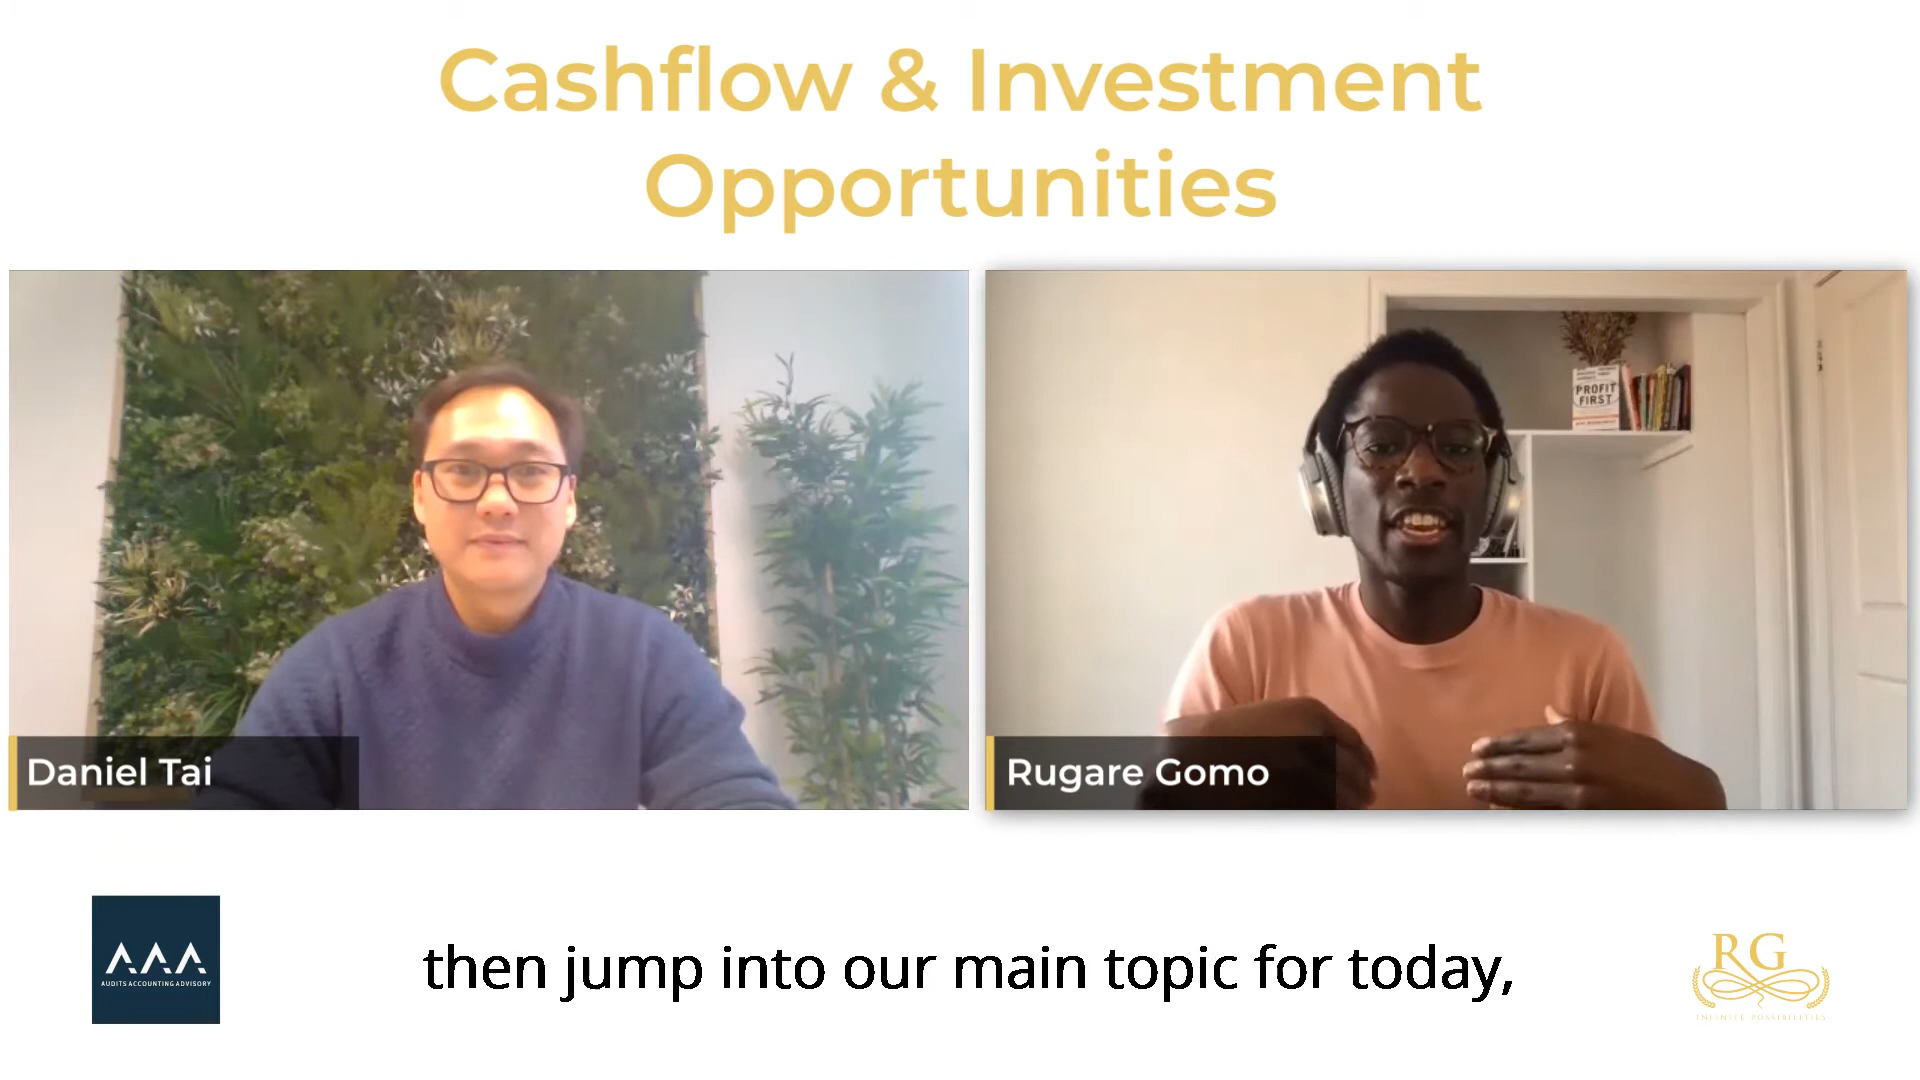 Cashflow & Investment
Opportunities
PROFIT
FIRST
Daniel Tai
Rugare Gomo
AUDITS ACCOUNTING ADVISORY
then jump into our main topic for today,
RG
INFINITE POSSIBILITIES